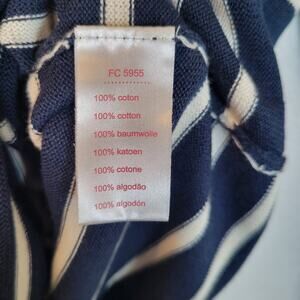 FC 5955
100% coton
100% cotton
100% baumwolle
100% katoen
100% cotone
100% algodão
100% algodón